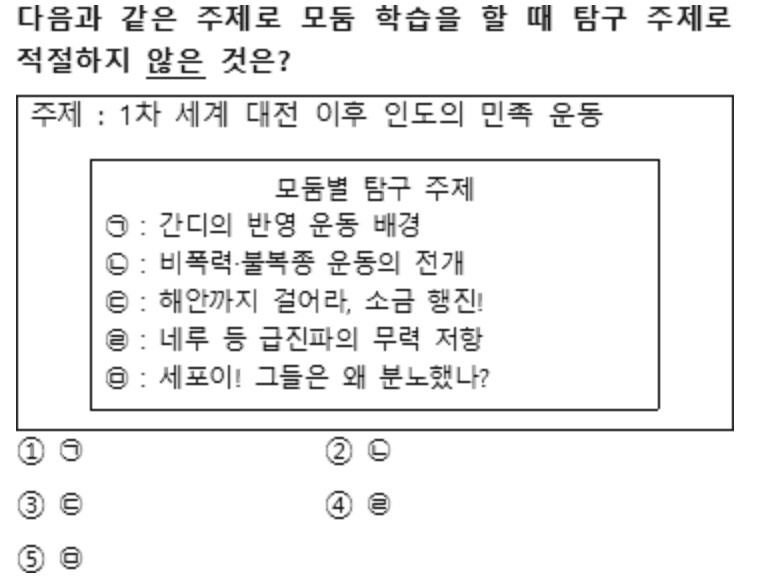 다음과 같은 주제로 모둠 학습을 할 때 탐구 주제로
적절하지 않은 것은?
주제 : 1차 세계 대전 이후 인도의 민족 운동
모둠별 탐구 주제
㉠ : 간디의 반영 운동 배경
㉡ : 비폭력·불복종 운동의 전개
㉢ : 해안까지 걸어라, 소금 행진!
㉣ : 네루 등 급진파의 무력 저항
㉤ : 세포이! 그들은 왜 분노했나?
① ㉠ ② ㉡
③ ㉢ ④ ㉣
⑤ ㉤